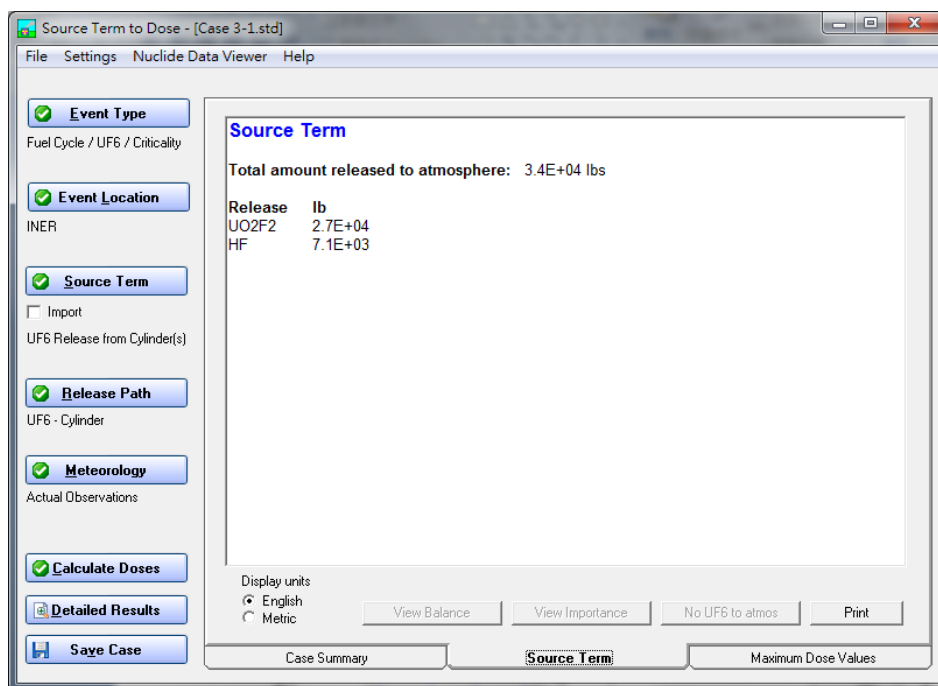 Source Term to Dose - [Case 3-1.std]
File Settings Nuclide Data Viewer Help
Event Type
Fuel Cycle / UF6 / Criticality
Event Location
INER
Source Term
Import
UF6 Release from Cylinder(s)
Release Path
UF6 - Cylinder
Meteorology
Actual Observations
Calculate Doses
Detailed Results
Save Case
Source Term
Total amount released to atmosphere: 3.4E+04 lbs
Release lb
UO2F2 2.7E+04
HF 7.1E+03
Display units
English
Metric
View Balance
View Importance
No UF6 to atmos
Print
Case Summary
Source Term
Maximum Dose Values